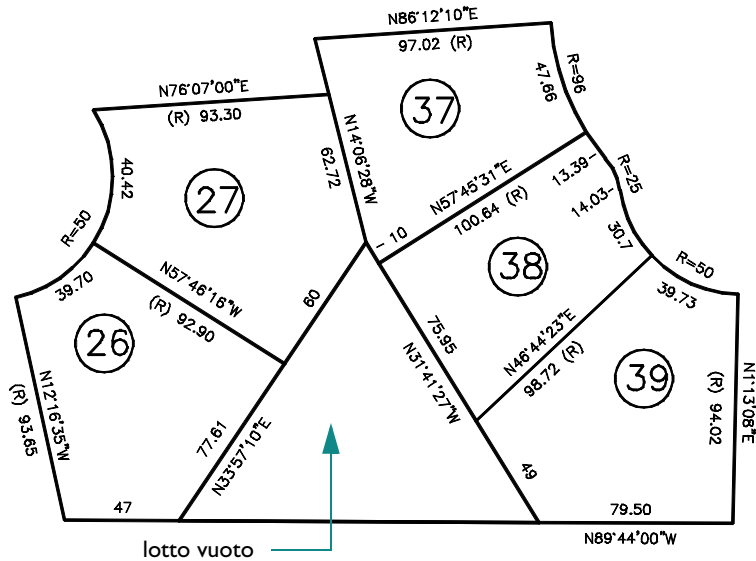 N86°12'10"E
97.02 (R)
R=96
47.66
37
N76°07'00"E
(R) 93.30
N14°06'28"W
62.72
40.42
27
R=50
N57°45'31"E
100.64 (R)
10
13.39
R=25
14.03
30.7
38
R=50
39.73
39.70
N57°46'16"W
(R) 92.90
60
26
75.95
N31°41'27"W
N46°44'23"E
98.72 (R)
39
N1°13'08"E
(R) 94.02
N12°16'35"W
(R) 93.65
77.61
N33°57'10"E
49
47
79.50
N89°44'00"W
lotto vuoto